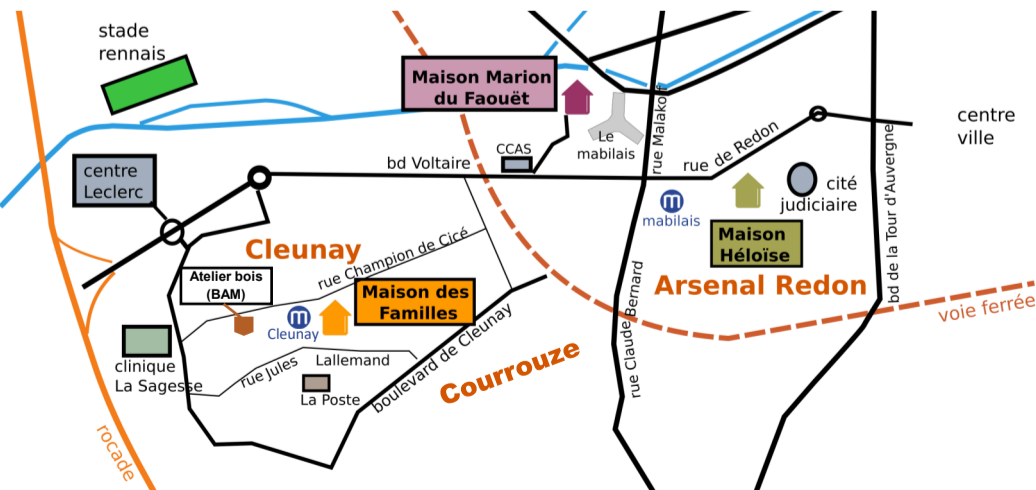 stade
rennais
Maison Marion
du Faouët
Le
mabilais
rue Malakoff
centre
ville
CCAS
bd Voltaire
rue de Redon
centre
Leclerc
m
mabilais
cité
judiciaire
bd de la Tour d'Auvergne
Maison
Héloïse
Cleunay
rue Champion de Cicé
Atelier bois
(BAM)
Maison des
Familles
Arsenal Redon
voie ferrée
m
Cleunay
rue Claude Bernard
clinique
La Sagesse
rue Jules Lallemand
La Poste
boulevard de Cleunay
Courrouze
rocade